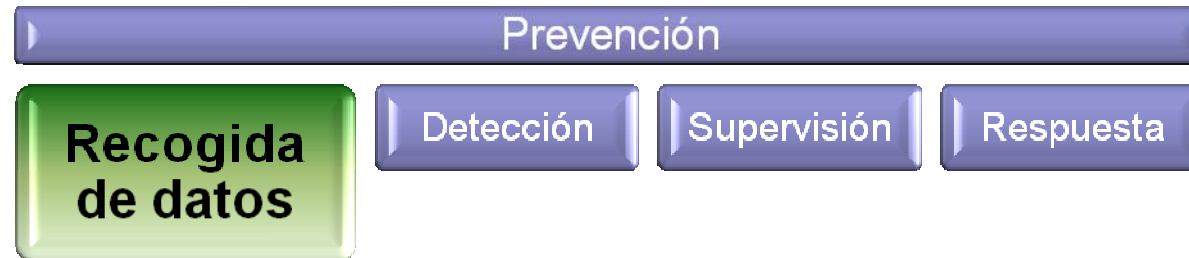 Prevención
Recogida
de datos
Detección
Supervisión
Respuesta